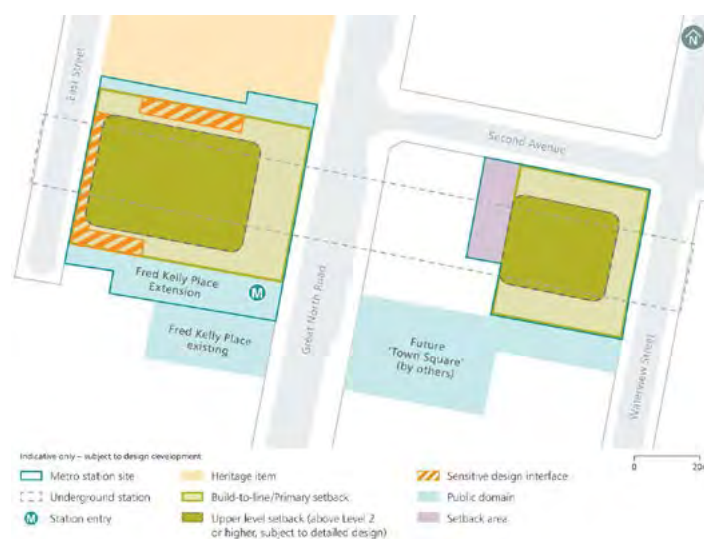 N
East Street
Second Avenue
Fred Kelly Place
Extension
M
Great North Road
Fred Kelly Place
existing
Future
'Town Square'
(by others)
Waterview Street
Indicative only – subject to design development
Metro station site
Underground station
M Station entry
Heritage item
Build-to-line/Primary setback
Upper level setback (above Level 2
or higher, subject to detailed design)
Sensitive design interface
Public domain
Setback area
0